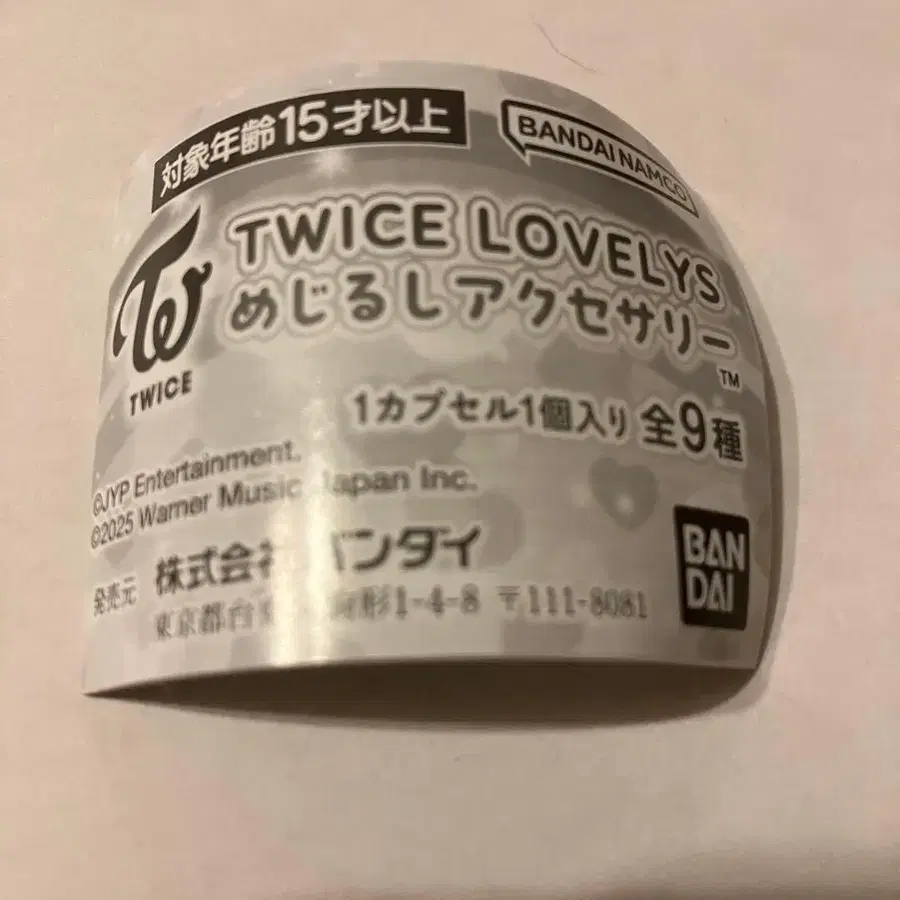 対象年齢15才以上
BANDAI NAMCO
TWICE LOVELYS
めじるしアクセサリー
TM
TWICE
1カプセル1個入り 全9種
©JYP Entertainment.
©2025 Warner Music Japan Inc.
発売元 株式会 バンダイ
東京都台 形1-4-8 〒111-8081
BAN
DAI